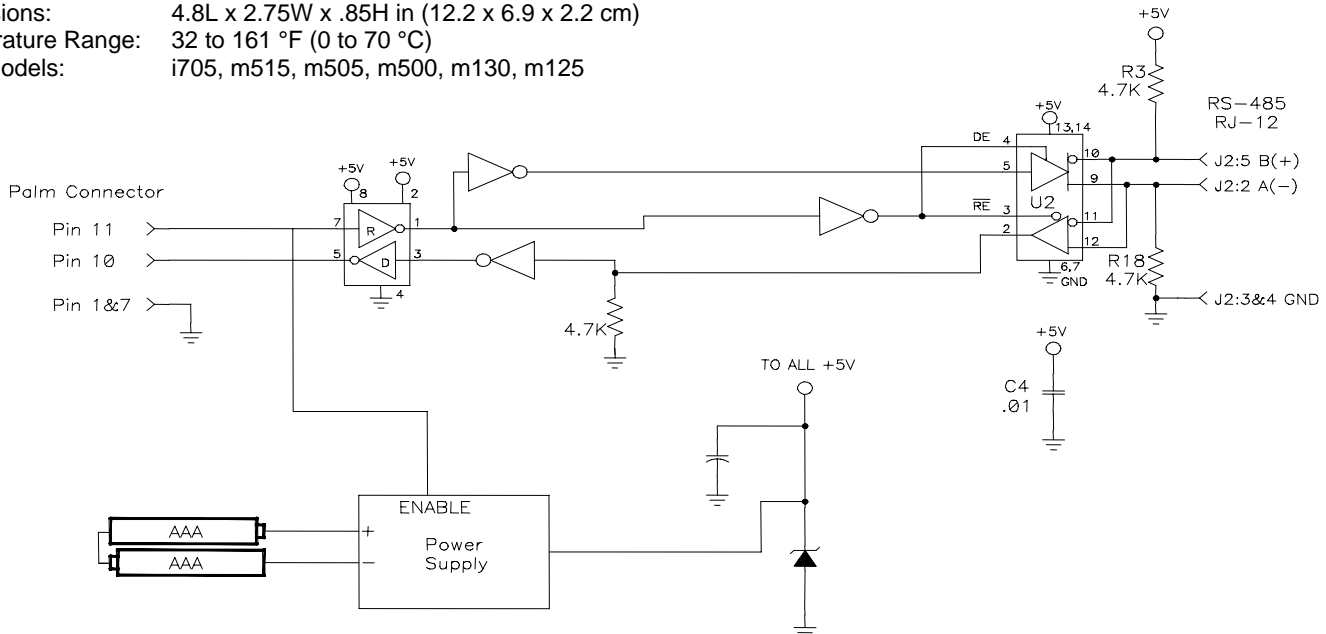 sions: 4.8L x 2.75W x .85H in (12.2 x 6.9 x 2.2 cm)
rature Range: 32 to 161 °F (0 to 70 °C)
odels: i705, m515, m505, m500, m130, m125
+5V
R3
4.7K
RS-485
RJ-12
+5V
13,14
DE 4
10
J2:5 B(+)
5
9
J2:2 A(-)
U2
RE 3
11
2
12
6,7
GND
R18
4.7K
J2:3&4 GND
Palm Connector
+5V
8
+5V
2
Pin 11
7
R
1
Pin 10
5
D
3
4
Pin 1&7
4.7K
+5V
C4
.01
TO ALL +5V
ENABLE
AAA
+
Power
Supply
AAA
-